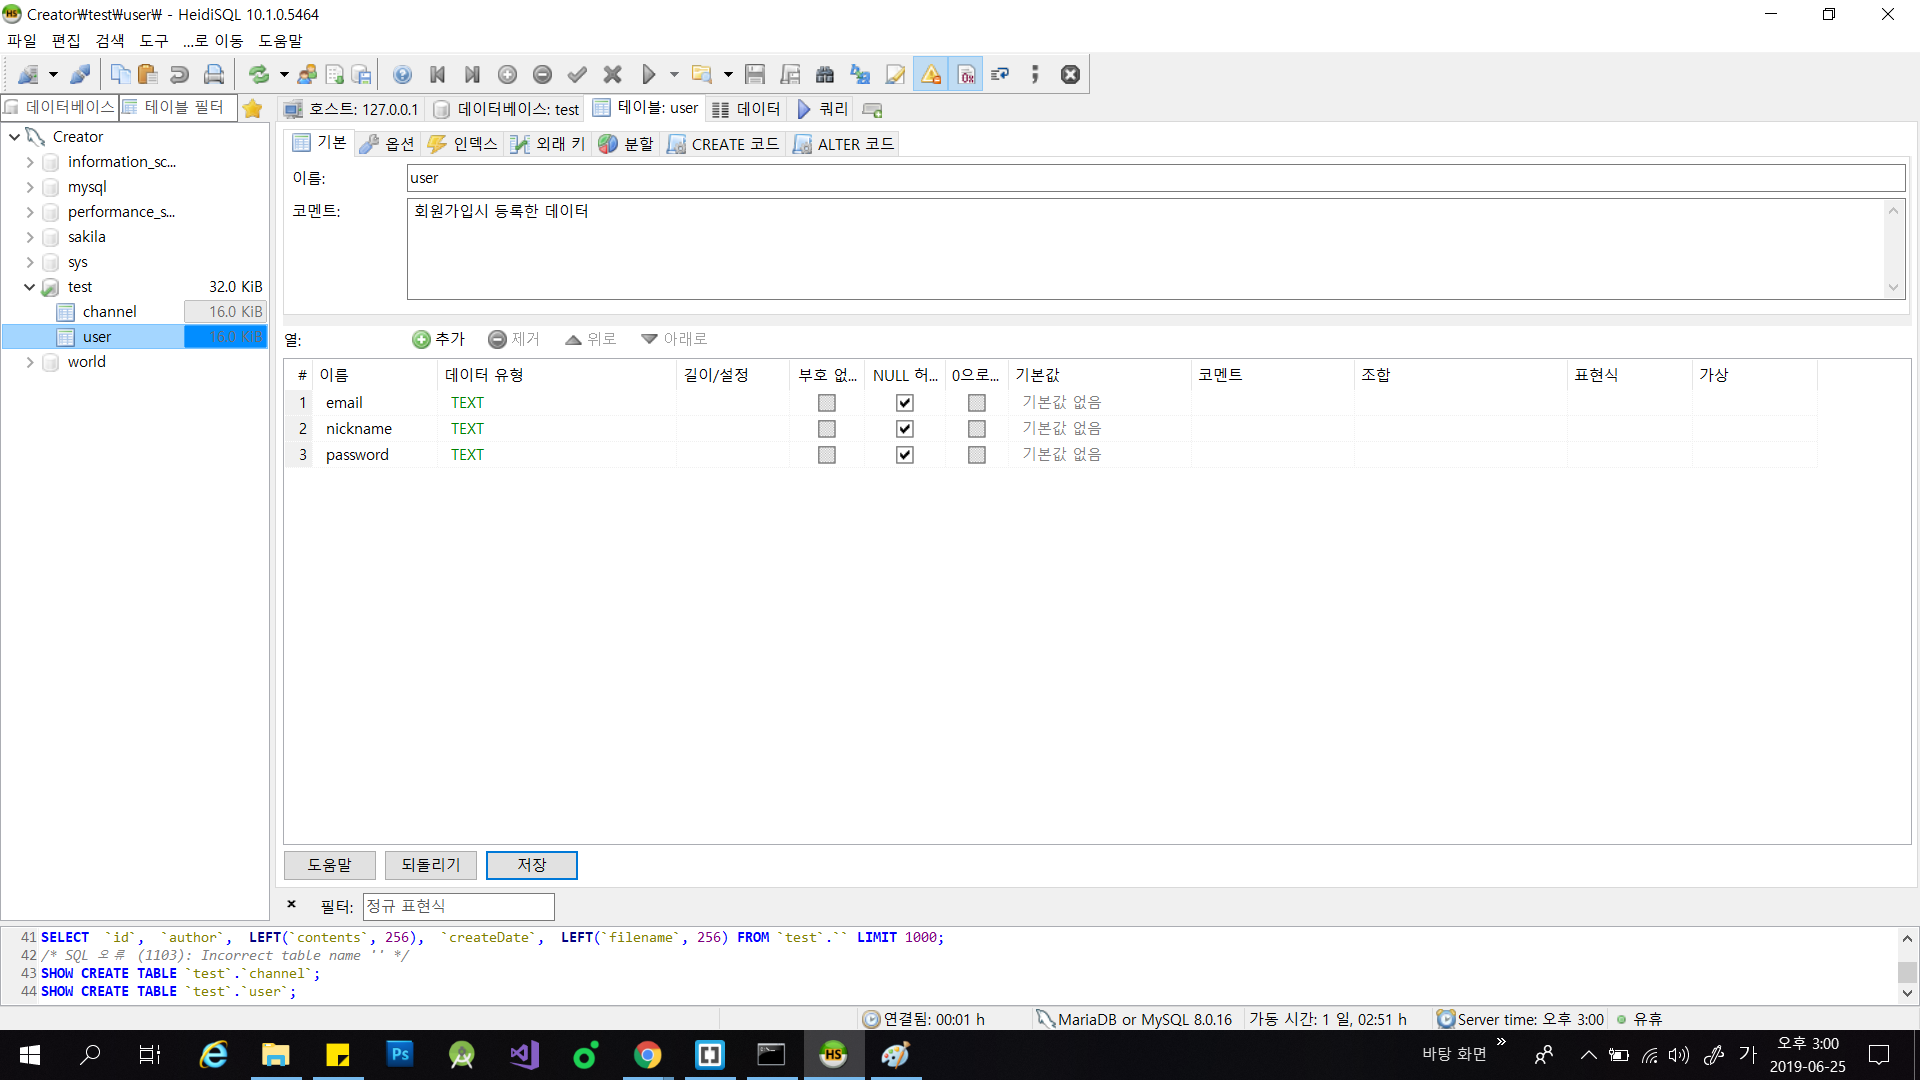 Creator₩test₩user₩ - HeidiSQL 10.1.0.5464
파일 편집 검색 도구 ...로 이동 도움말
데이터베이스 테이블 필터
호스트: 127.0.0.1 데이터베이스: test 테이블: user 데이터 쿼리
Creator
information_sc...
mysql
performance_s...
sakila
sys
test 32.0 KiB
channel 16.0 KiB
user 16.0 KiB
world
기본 옵션 인덱스 외래 키 분할 CREATE 코드 ALTER 코드
이름: user
코멘트: 회원가입시 등록한 데이터
열: 추가 제거 위로 아래로
# 이름 데이터 유형 길이/설정 부호 없... NULL 허... 0으로... 기본값 코멘트 조합 표현식 가상
1 email TEXT 기본값 없음
2 nickname TEXT 기본값 없음
3 password TEXT 기본값 없음
도움말 되돌리기 저장
× 필터: 정규 표현식
41 SELECT `id`, `author`, LEFT(`contents`, 256), `createDate`, LEFT(`filename`, 256) FROM `test`.`` LIMIT 1000;
42 /* SQL 오류 (1103): Incorrect table name '' */
43 SHOW CREATE TABLE `test`.`channel`;
44 SHOW CREATE TABLE `test`.`user`;
연결됨: 00:01 h MariaDB or MySQL 8.0.16 가동 시간: 1 일, 02:51 h Server time: 오후 3:00 유휴
Ps
HS
바탕 화면 » 가 오후 3:00
2019-06-25